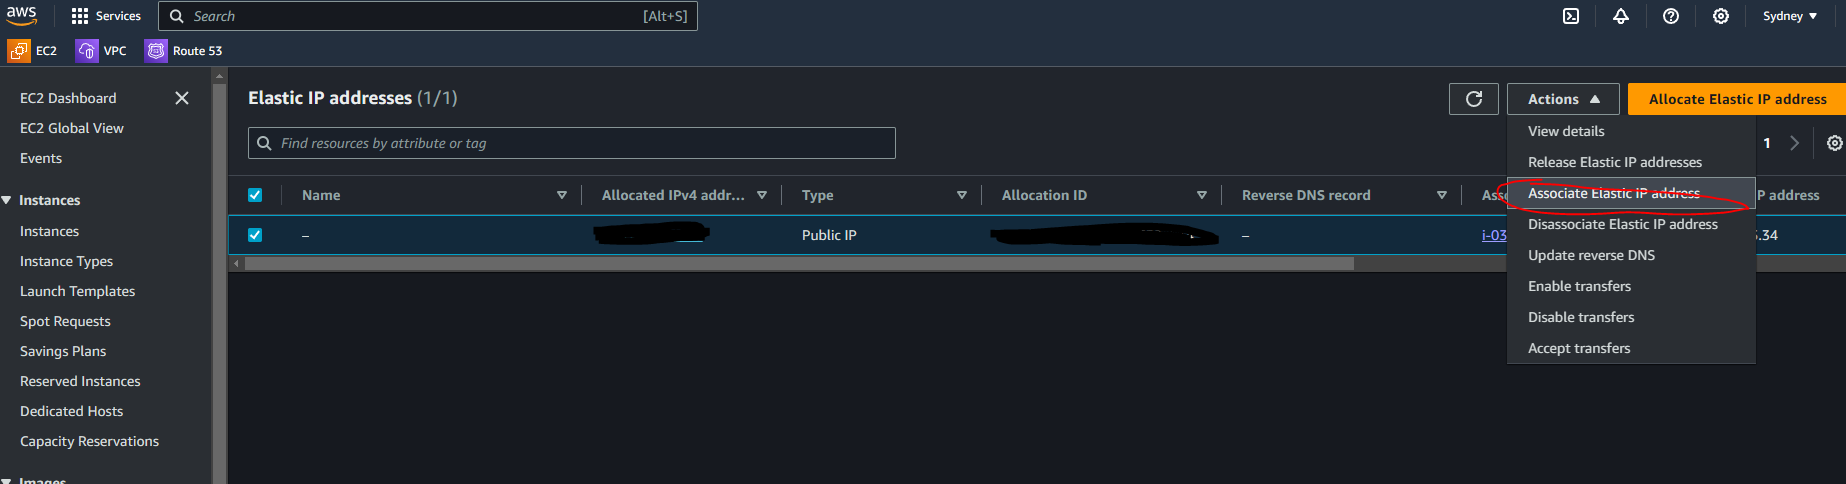 aws Services Search [Alt+S] Sydney
EC2 VPC Route 53
EC2 Dashboard
EC2 Global View
Events
Instances
Instances
Instance Types
Launch Templates
Spot Requests
Savings Plans
Reserved Instances
Dedicated Hosts
Capacity Reservations
Images
Elastic IP addresses (1/1)
Actions
Allocate Elastic IP address
Find resources by attribute or tag
1
Name Allocated IPv4 addr... Type Allocation ID Reverse DNS record Asso P address
– Public IP – i-03 .34
View details
Release Elastic IP addresses
Associate Elastic IP address
Disassociate Elastic IP address
Update reverse DNS
Enable transfers
Disable transfers
Accept transfers